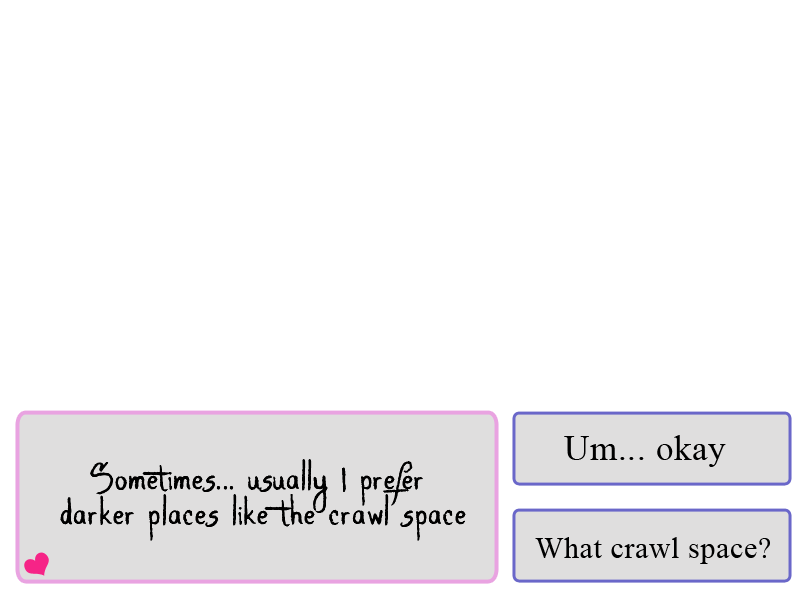 Sometimes... usually I prefer
darker places like the crawl space
Um... okay
What crawl space?